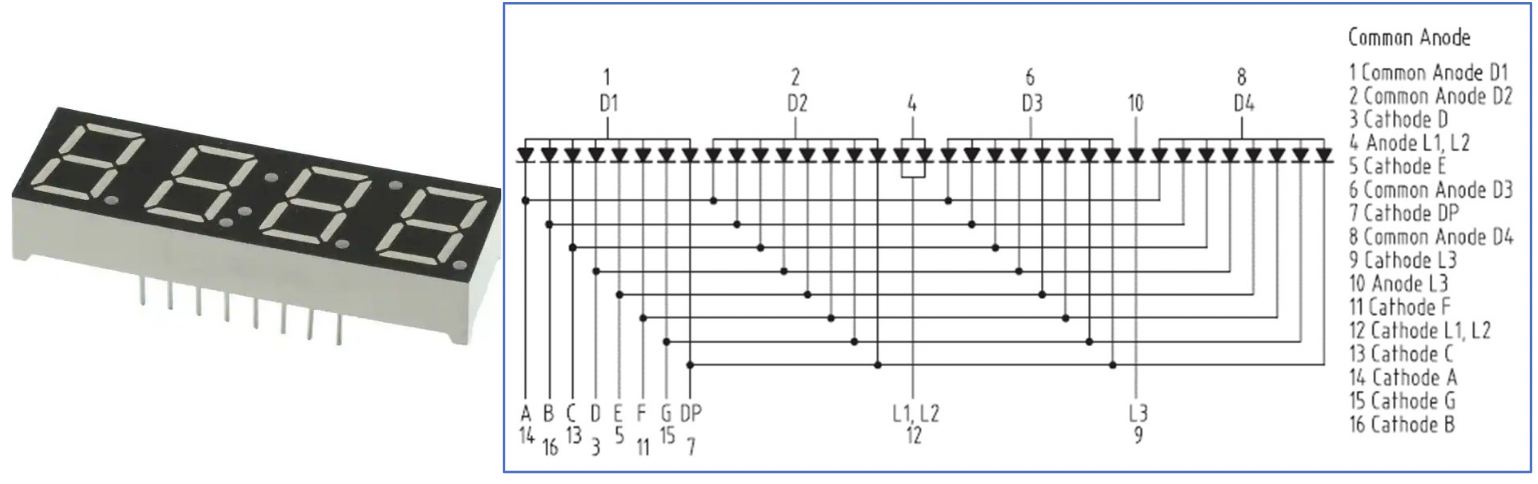 Common Anode
1 2 6 8
D1 D2 4 D3 10 D4
1 Common Anode D1
2 Common Anode D2
3 Cathode D
4 Anode L1, L2
5 Cathode E
6 Common Anode D3
7 Cathode DP
8 Common Anode D4
9 Cathode L3
10 Anode L3
11 Cathode F
12 Cathode L1, L2
13 Cathode C
14 Cathode A
15 Cathode G
16 Cathode B
A B C D E F G DP L1, L2 L3
14 16 13 3 5 11 15 7 12 9